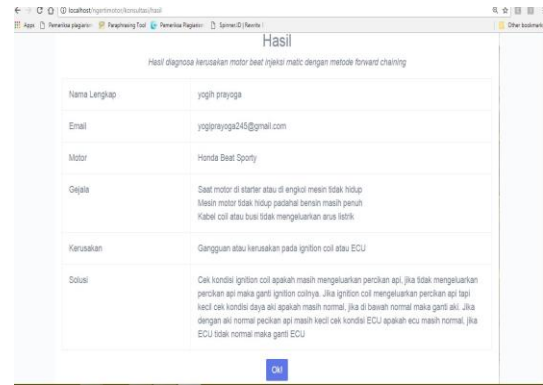 localhost/ngantimotor/konsultasi/hasil
Apps Pemeriksa plagiaris Paraphrasing Tool Pemeriksa Plagiaris Spinner.ID | Rewrite Other bookmark
Hasil
Hasil diagnosa kerusakan motor beat injeksi matic dengan metode forward chaining
Nama Lengkap yogih prayoga
Email yogiprayoga245@gmail.com
Motor Honda Beat Sporty
Gejala Saat motor di starter atau di engkol mesin tidak hidup
Mesin motor tidak hidup padahal bensin masih penuh
Kabel coil atau busi tidak mengeluarkan arus listrik
Kerusakan Gangguan atau kerusakan pada ignition coil atau ECU
Solusi Cek kondisi ignition coil apakah masih mengeluarkan percikan api, jika tidak mengeluarkan
percikan api maka ganti ignition coilnya. Jika ignition coil mengeluarkan percikan api tapi
kecil cek kondisi daya aki apakah masih normal, jika di bawah normal maka ganti aki. Jika
dengan aki normal pecikan api masih kecil cek kondisi ECU apakah ecu masih normal, jika
ECU tidak normal maka ganti ECU
Ok!